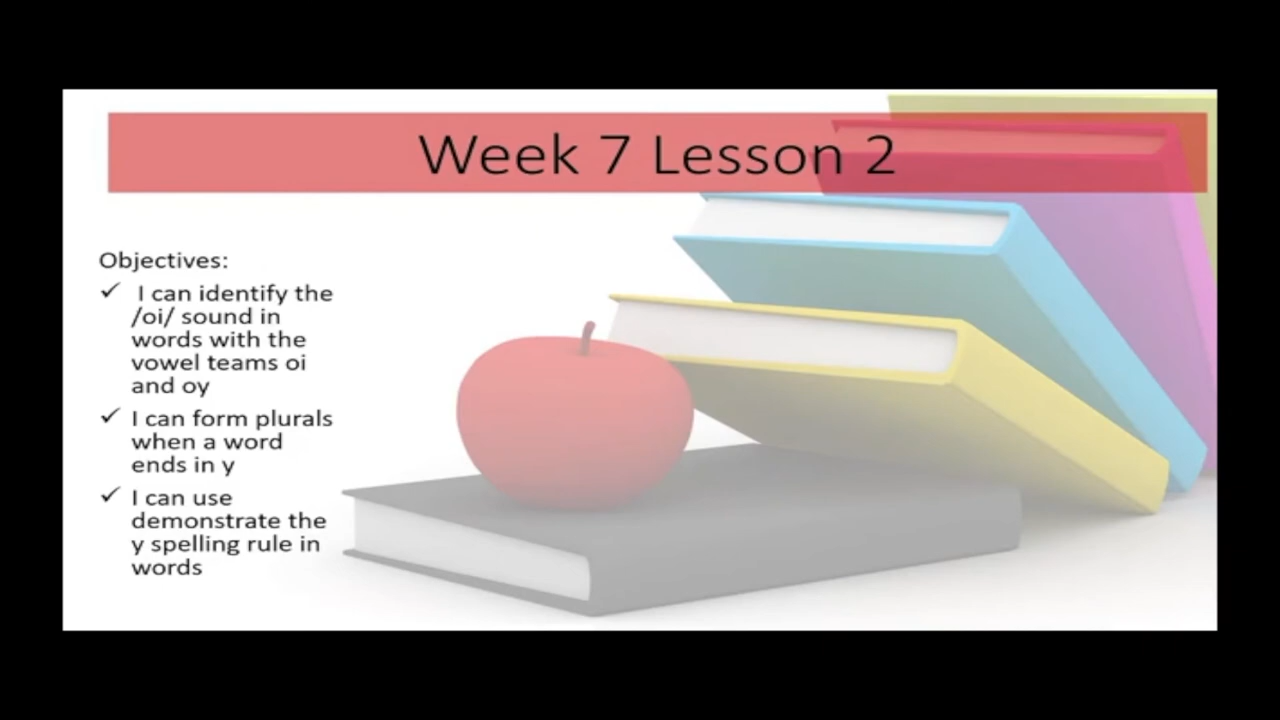 Week 7 Lesson 2
Objectives:
✓ I can identify the
/oi/ sound in
words with the
vowel teams oi
and oy
✓ I can form plurals
when a word
ends in y
✓ I can use
demonstrate the
y spelling rule in
words